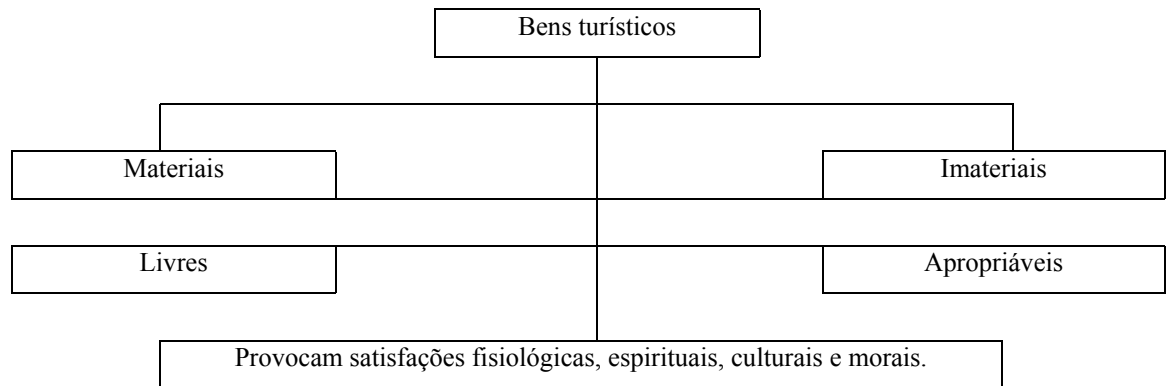 Bens turísticos
Materiais
Imateriais
Livres
Apropriáveis
Provocam satisfações fisiológicas, espirituais, culturais e morais.